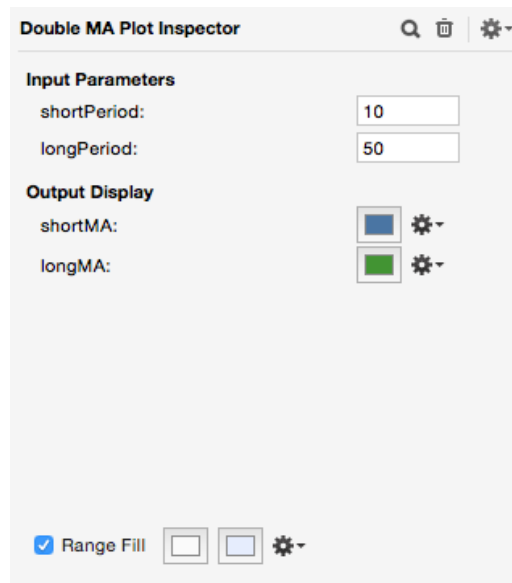 Double MA Plot Inspector
Input Parameters
shortPeriod: 10
longPeriod: 50
Output Display
shortMA:
longMA:
Range Fill